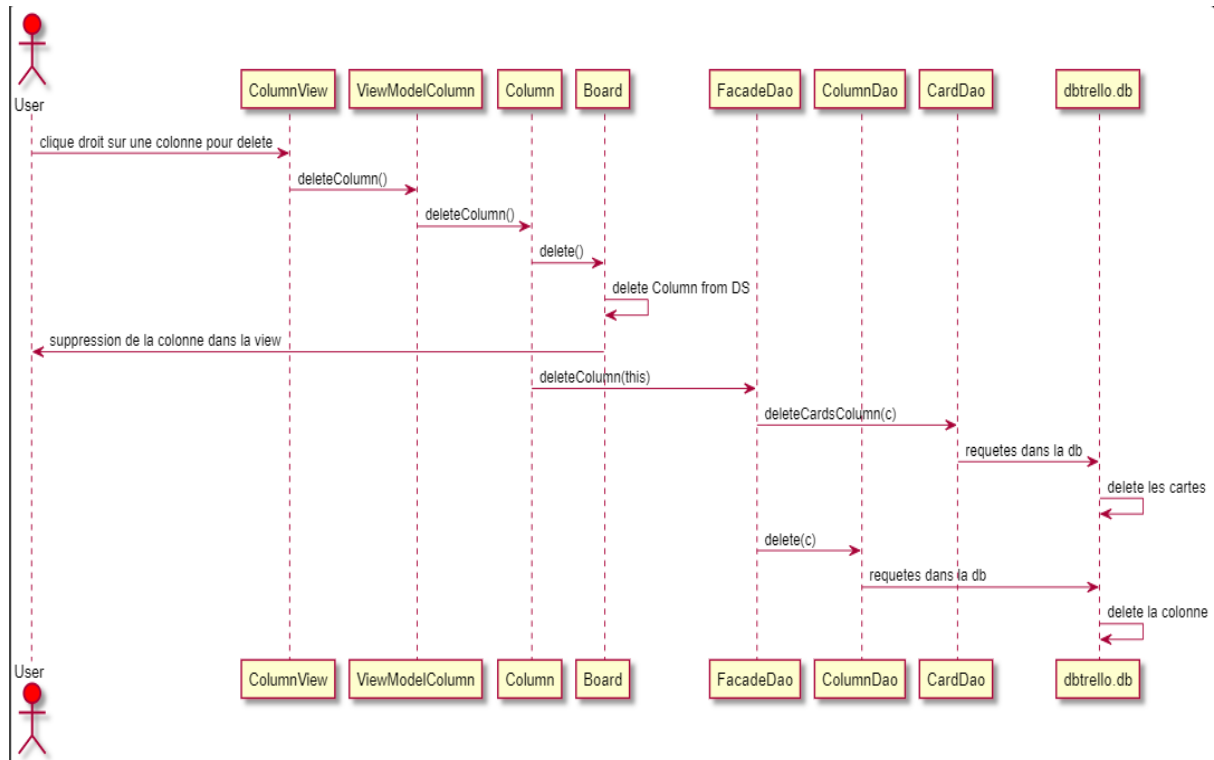 User
ColumnView
ViewModelColumn
Column
Board
FacadeDao
ColumnDao
CardDao
dbtrello.db
clique droit sur une colonne pour delete
deleteColumn()
deleteColumn()
delete()
delete Column from DS
suppression de la colonne dans la view
deleteColumn(this)
deleteCardsColumn(c)
requetes dans la db
delete les cartes
delete(c)
requetes dans la db
delete la colonne
User
ColumnView
ViewModelColumn
Column
Board
FacadeDao
ColumnDao
CardDao
dbtrello.db